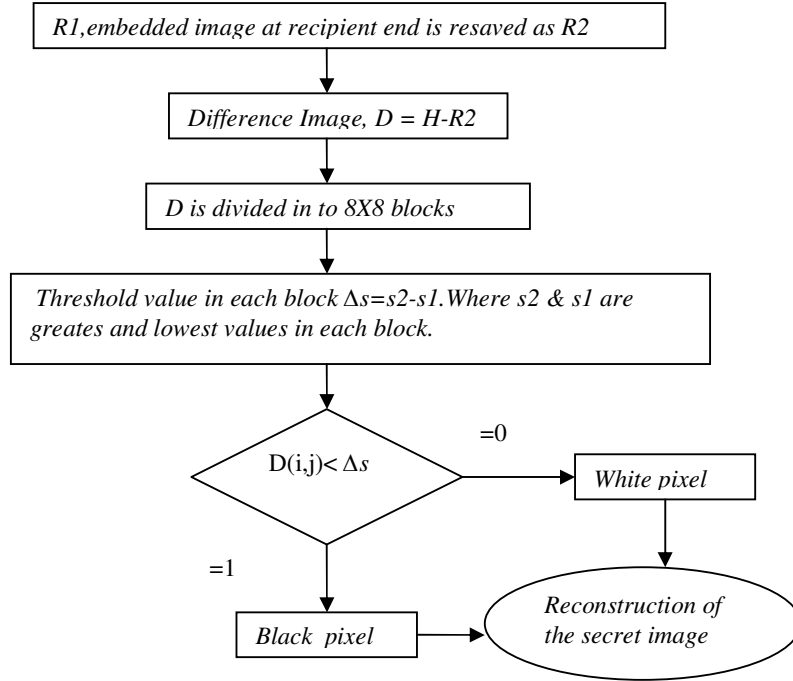 R1,embedded image at recipient end is resaved as R2
Difference Image, D = H-R2
D is divided in to 8X8 blocks
Threshold value in each block Δs=s2-s1.Where s2 & s1 are
greates and lowest values in each block.
D(i,j)< Δs
=0
White pixel
=1
Black pixel
Reconstruction of
the secret image